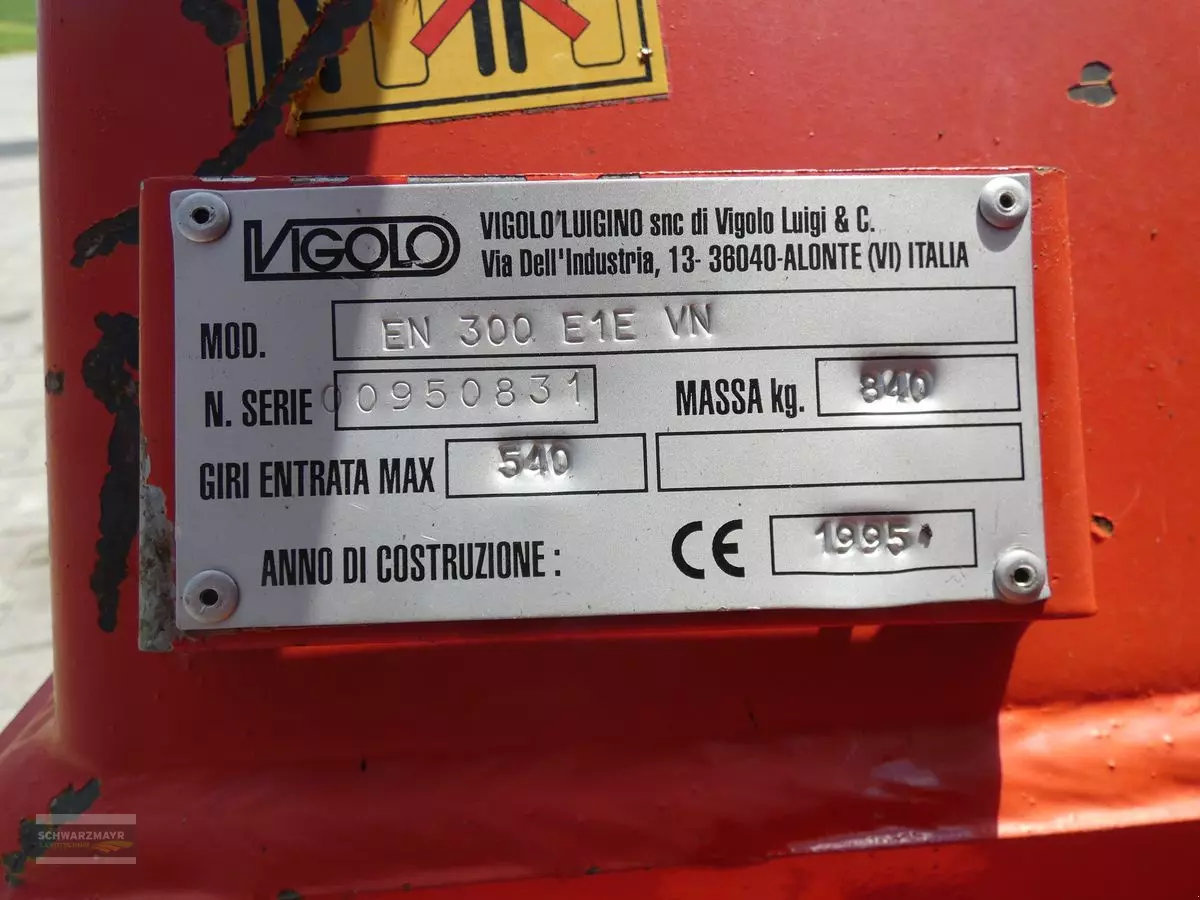 VIGOLO
VIGOLO LUIGINO snc di Vigolo Luigi & C.
Via Dell'Industria, 13- 36040-ALONTE (VI) ITALIA
MOD. EN 300 E1E VN
N. SERIE 00950831 MASSA kg. 840
GIRI ENTRATA MAX 540
ANNO DI COSTRUZIONE : CE 1995
SCHWARZMAYR
LANDTECHNIK